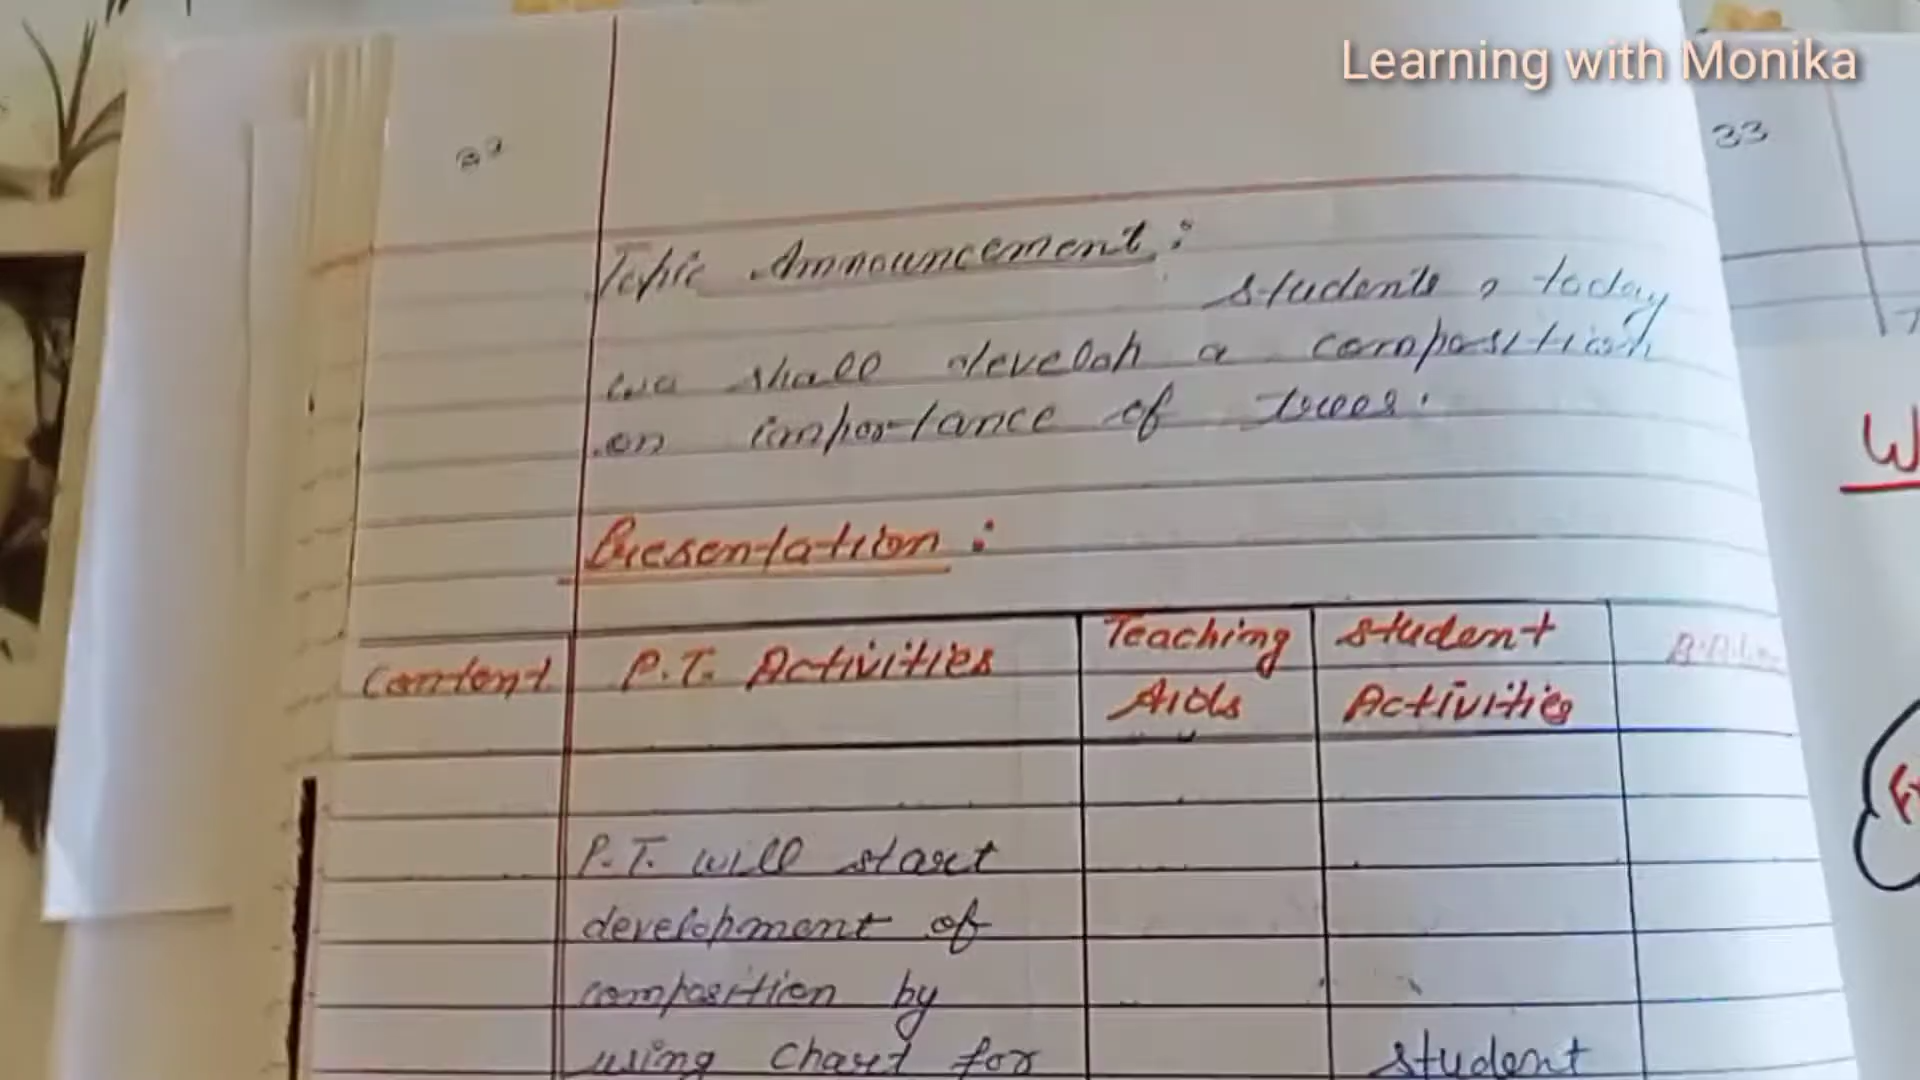 Learning with Monika
33
Topic Announcement :
students, today
we shall develop a composition
on importance of trees.
Presentation :
Content P.T. Activities Teaching Aids Student Activities
P.T. will start
development of
composition by
using Chart for
student
W